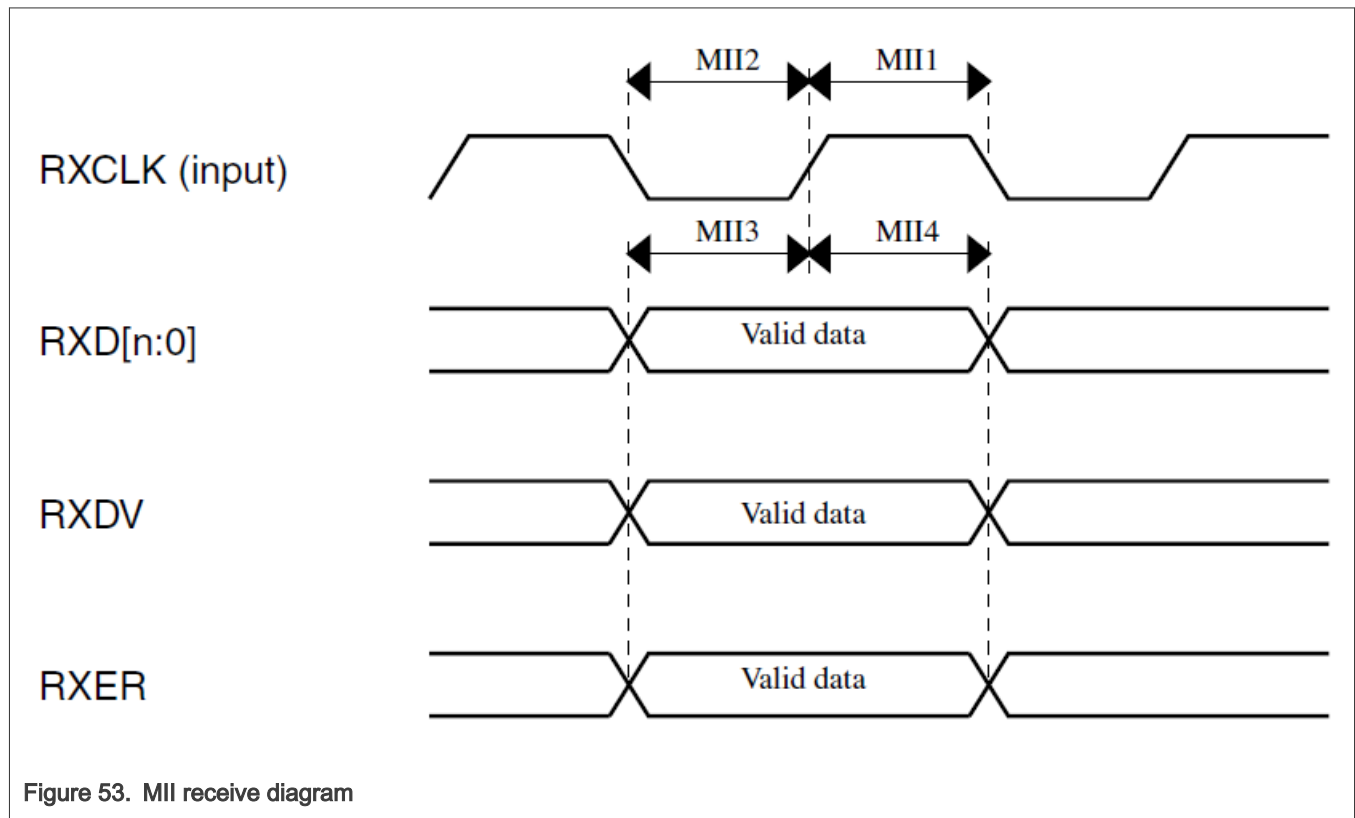 MII2 MII1
RXCLK (input)
MII3 MII4
RXD[n:0] Valid data
RXDV Valid data
RXER Valid data
Figure 53. MII receive diagram